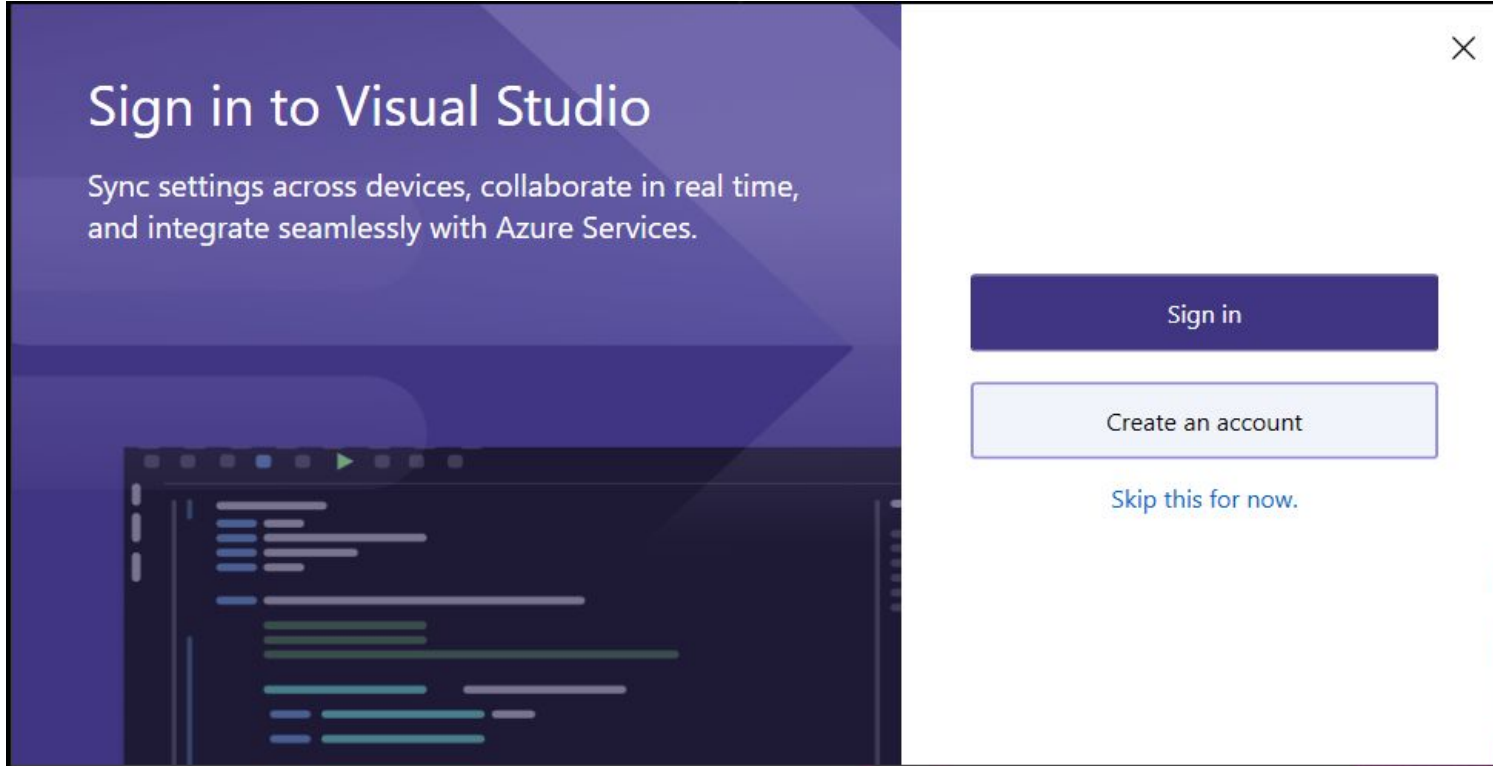 Sign in to Visual Studio
Sync settings across devices, collaborate in real time,
and integrate seamlessly with Azure Services.
Sign in
Create an account
Skip this for now.